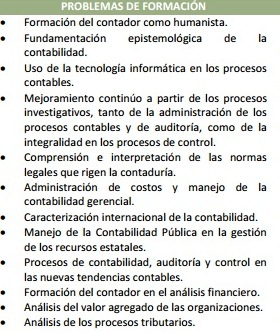 PROBLEMAS DE FORMACIÓN
• Formación del contador como humanista.
• Fundamentación epistemológica de la
contabilidad.
• Uso de la tecnología informática en los procesos
contables.
• Mejoramiento continúo a partir de los procesos
investigativos, tanto de la administración de los
procesos contables y de auditoría, como de la
integralidad en los procesos de control.
• Comprensión e interpretación de las normas
legales que rigen la contaduría.
• Administración de costos y manejo de la
contabilidad gerencial.
• Caracterización internacional de la contabilidad.
• Manejo de la Contabilidad Pública en la gestión
de los recursos estatales.
• Procesos de contabilidad, auditoría y control en
las nuevas tendencias contables.
• Formación del contador en el análisis financiero.
• Análisis del valor agregado de las organizaciones.
• Análisis de los procesos tributarios.